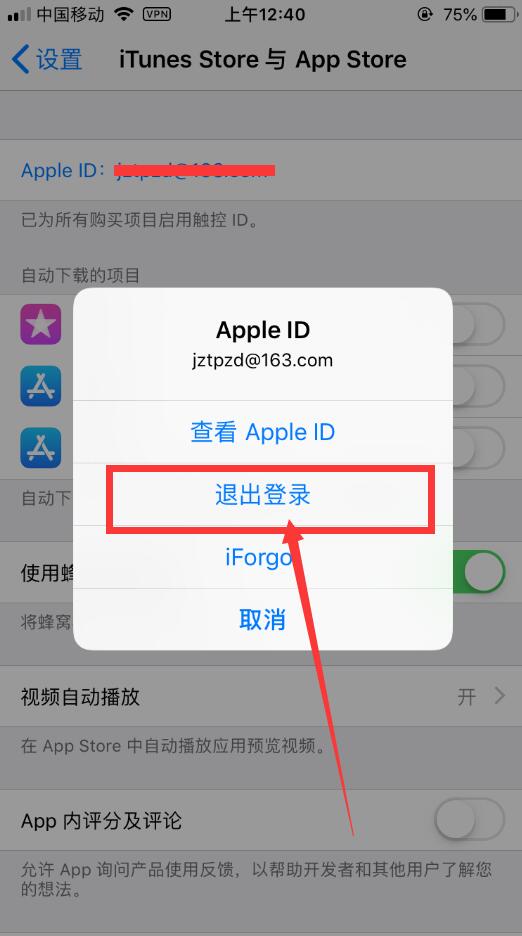 中国移动 VPN 上午12:40 75%
设置 iTunes Store 与 App Store
Apple ID：jztpzd@163.com
已为所有购买项目启用触控 ID。
自动下载的项目
Apple ID
jztpzd@163.com
查看 Apple ID
退出登录
自动下
iForgo
使用蜂
取消
将蜂窝
视频自动播放 开
在 App Store 中自动播放应用预览视频。
App 内评分及评论
允许 App 询问产品使用反馈，以帮助开发者和其他用户了解您
的想法。